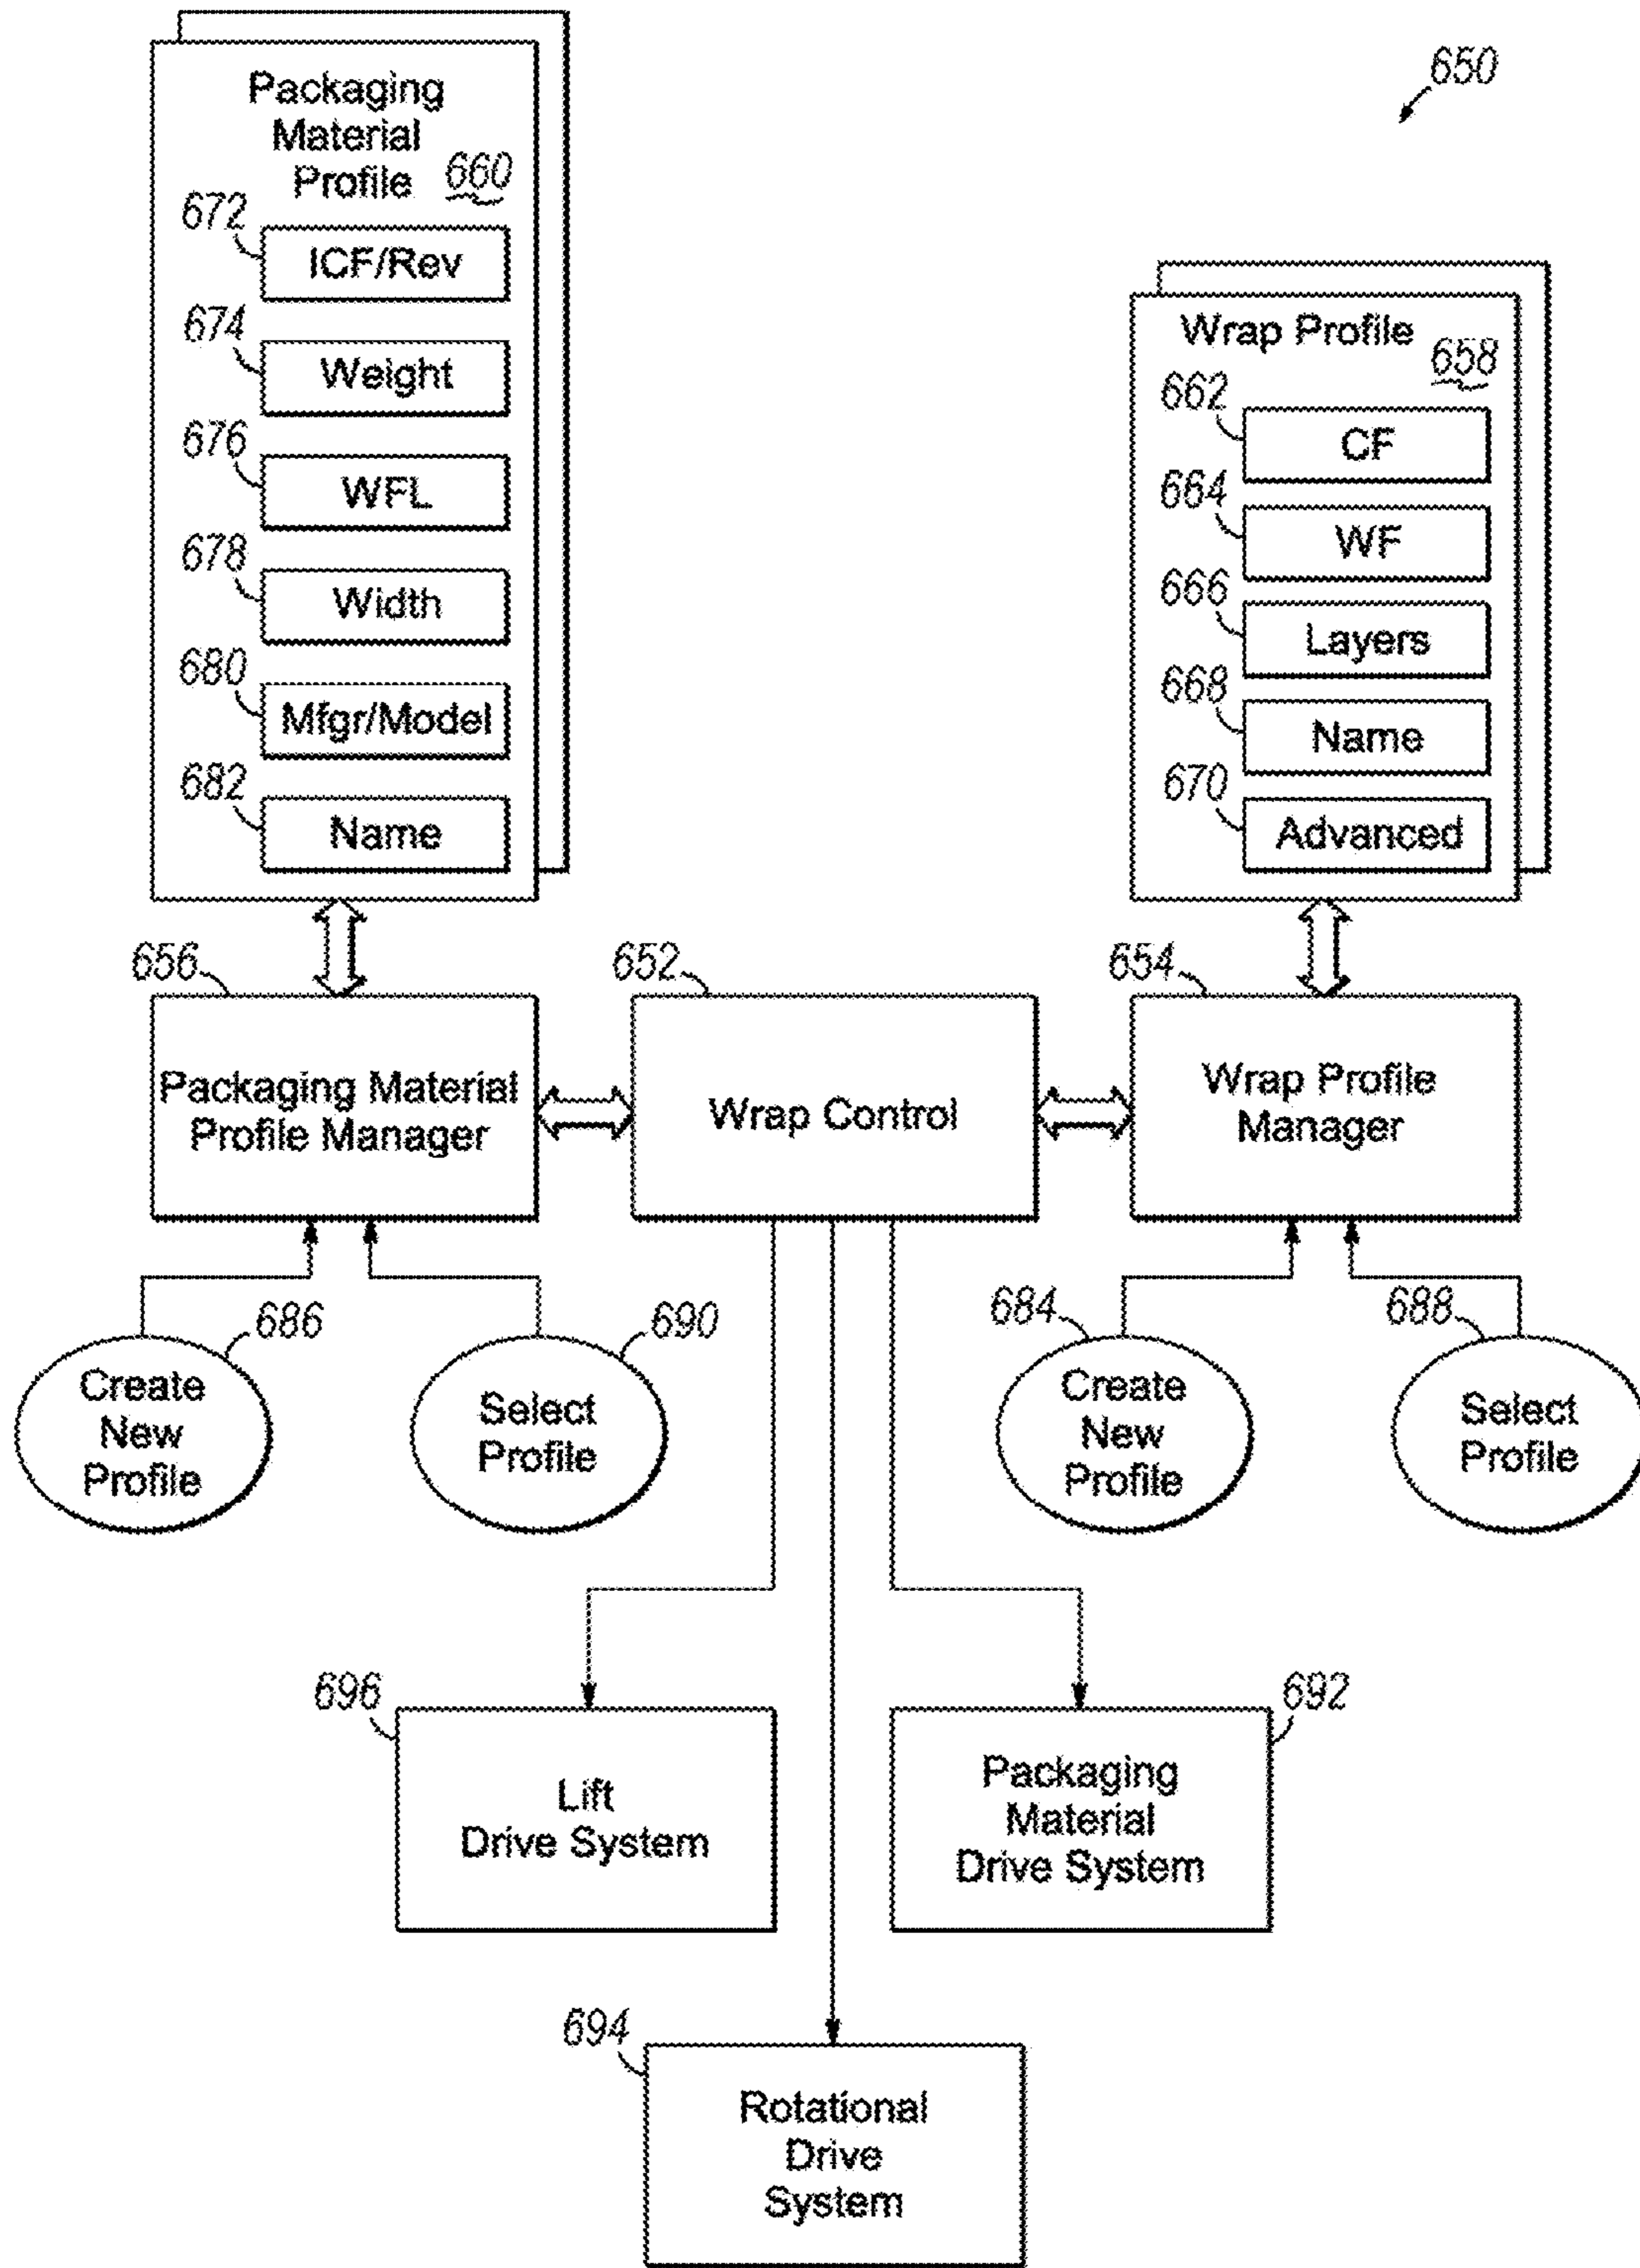 650
Packaging
Material
Profile
660
672
ICF/Rev
674
Weight
676
WFL
678
Width
680
Mfgr/Model
682
Name
Wrap Profile
658
662
CF
664
WF
666
Layers
668
Name
670
Advanced
656
Packaging Material
Profile Manager
652
Wrap Control
654
Wrap Profile
Manager
686
Create
New
Profile
690
Select
Profile
684
Create
New
Profile
688
Select
Profile
696
Lift
Drive System
692
Packaging
Material
Drive System
694
Rotational
Drive
System